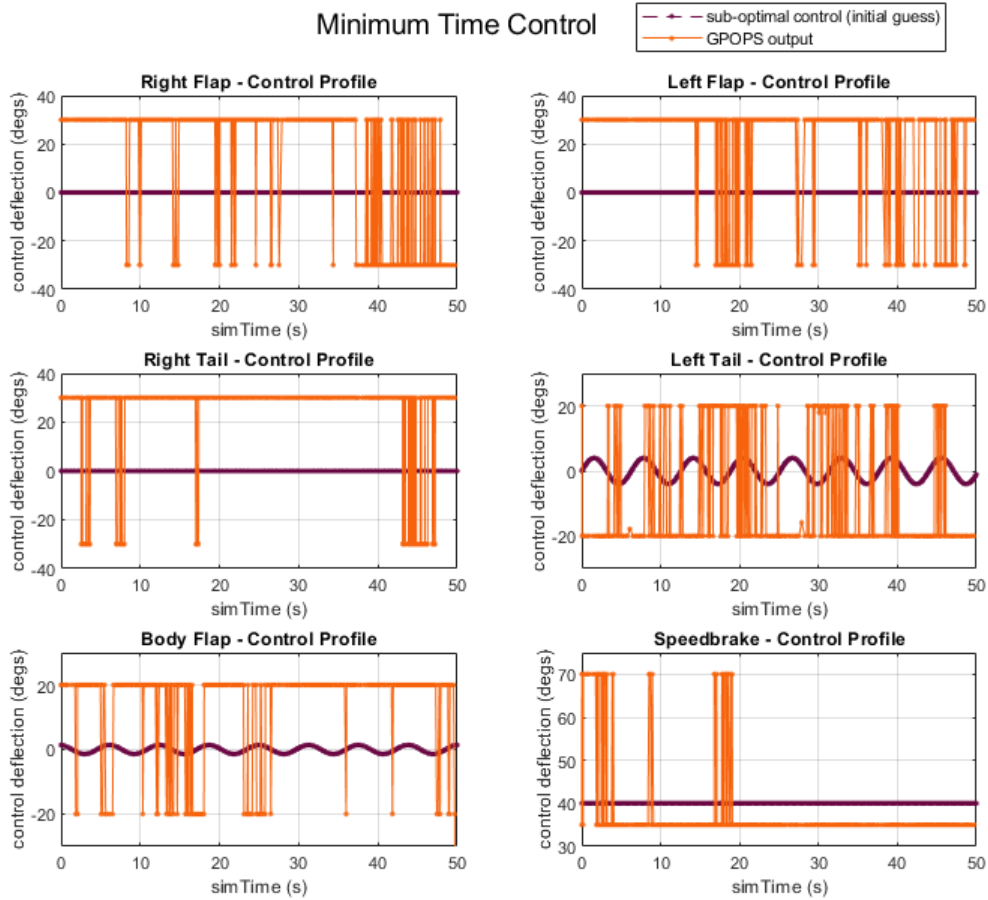 Minimum Time Control
sub-optimal control (initial guess)
GPOPS output
Right Flap - Control Profile
control deflection (degs)
40
20
0
-20
-40
0 10 20 30 40 50
simTime (s)
Left Flap - Control Profile
control deflection (degs)
40
20
0
-20
-40
0 10 20 30 40 50
simTime (s)
Right Tail - Control Profile
control deflection (degs)
40
20
0
-20
-40
0 10 20 30 40 50
simTime (s)
Left Tail - Control Profile
control deflection (degs)
20
0
-20
0 10 20 30 40 50
simTime (s)
Body Flap - Control Profile
control deflection (degs)
20
0
-20
0 10 20 30 40 50
simTime (s)
Speedbrake - Control Profile
control deflection (degs)
70
60
50
40
30
0 10 20 30 40 50
simTime (s)